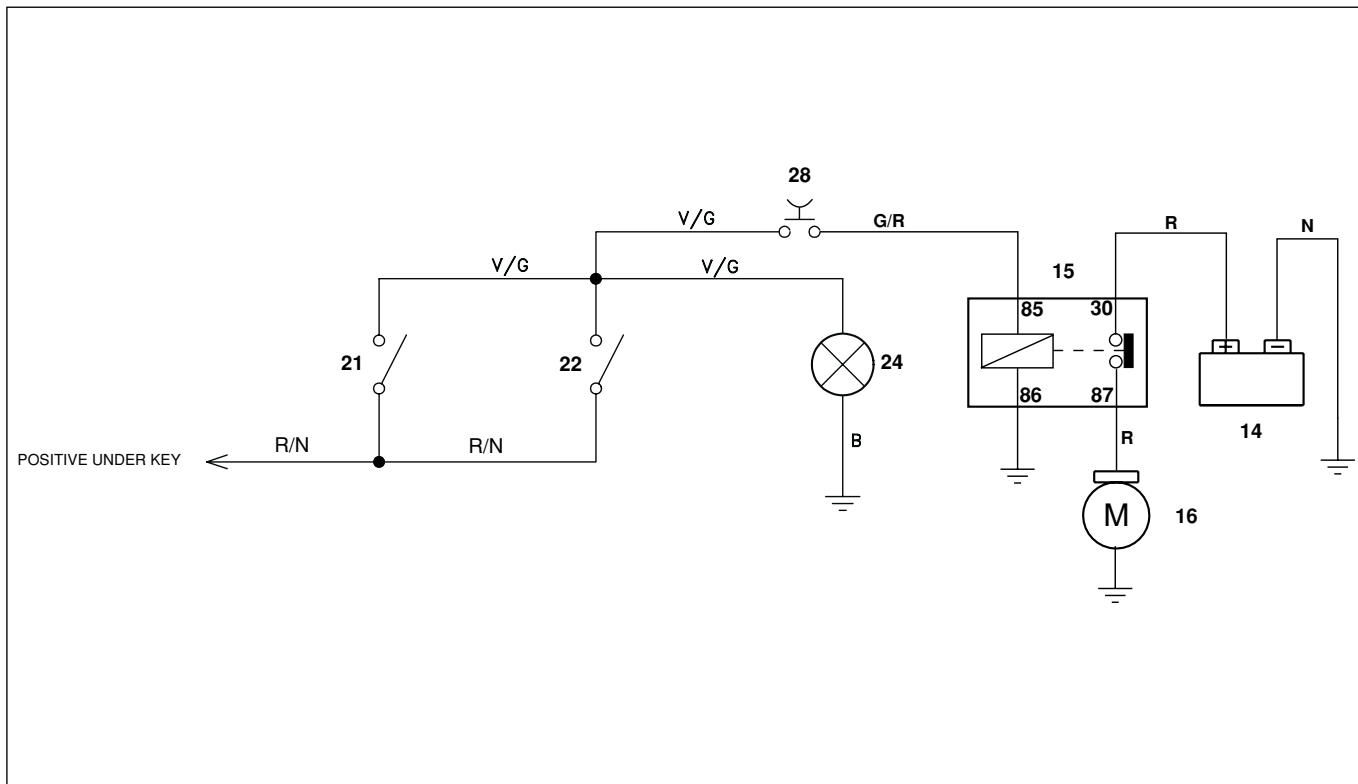 28
V/G
G/R
R
N
V/G
V/G
15
85
30
21
22
24
+
−
86
87
14
R/N
R/N
B
R
POSITIVE UNDER KEY
M
16